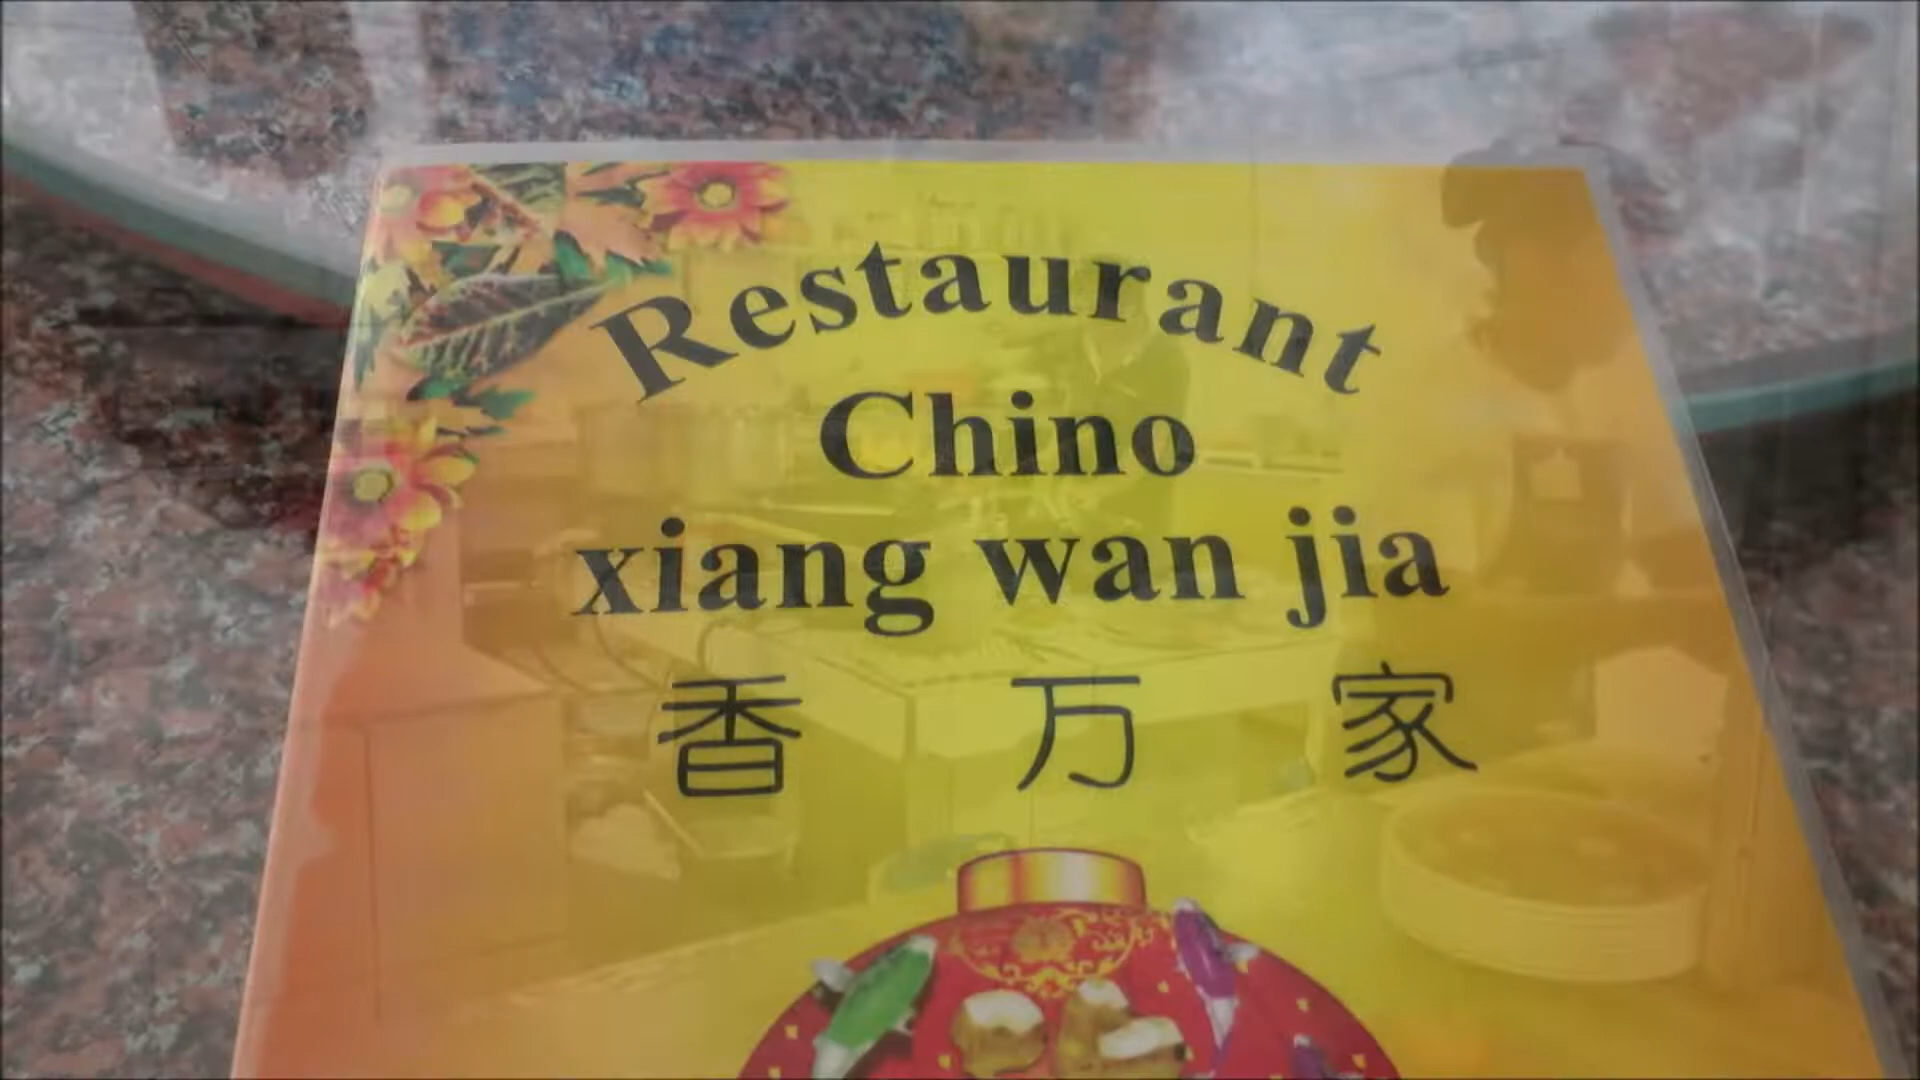 Restaurant
Chino
xiang wan jia
香 万 家